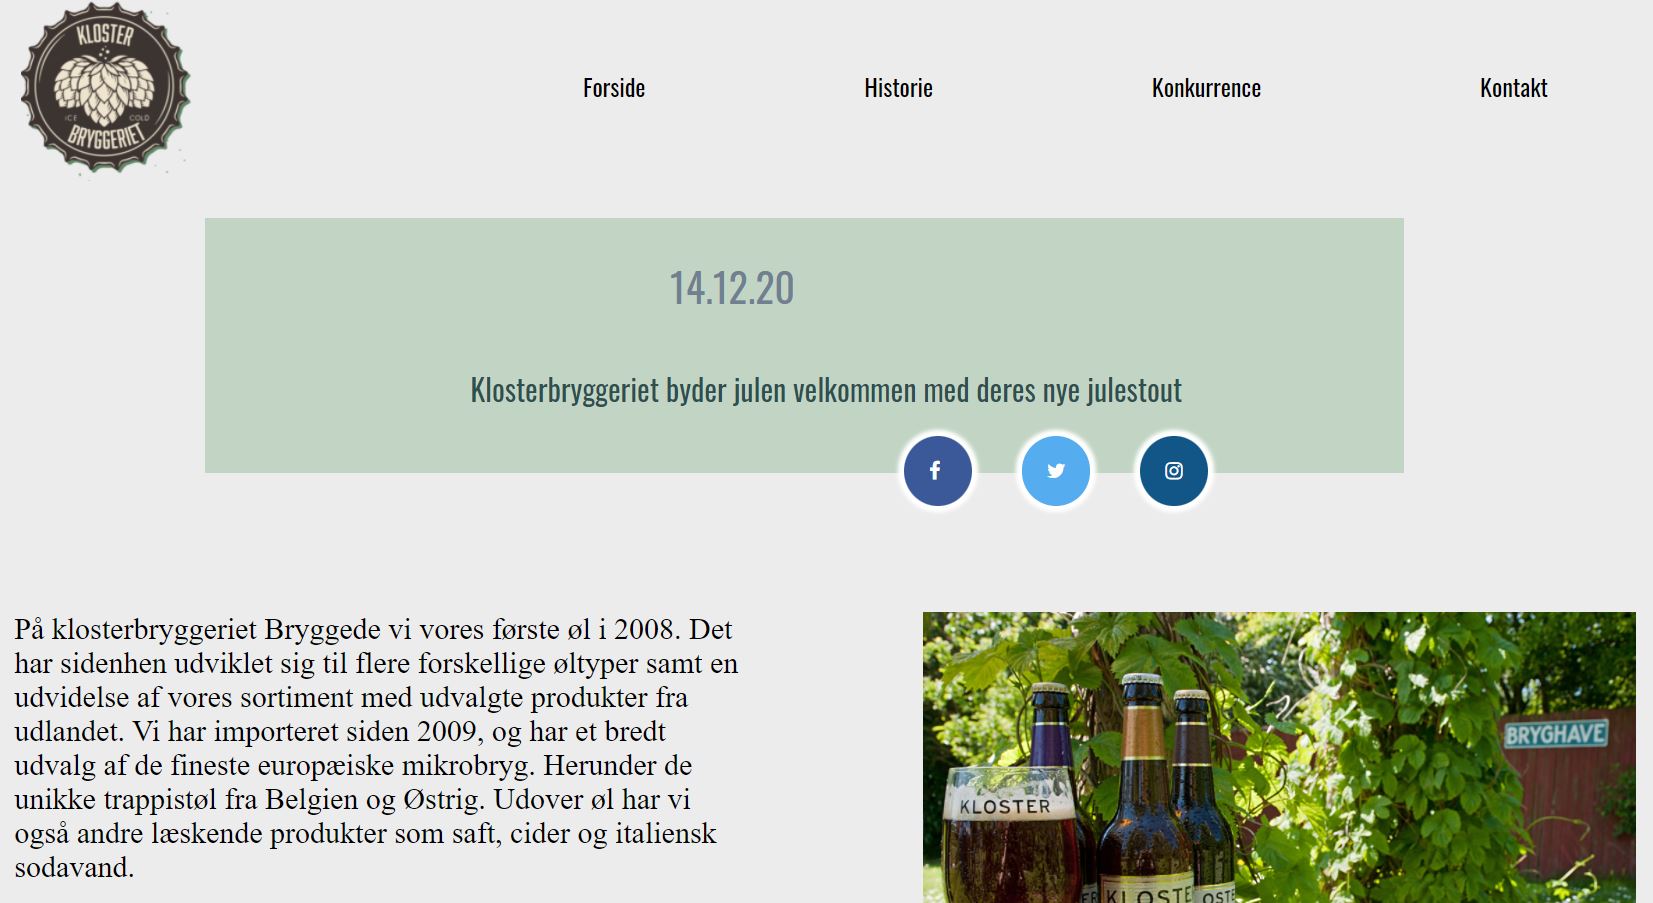 KLOSTER
ICE COLD
BRYGGERIET
Forside Historie Konkurrence Kontakt
14.12.20
Klosterbryggeriet byder julen velkommen med deres nye julestout
På klosterbryggeriet Bryggede vi vores første øl i 2008. Det
har sidenhen udviklet sig til flere forskellige øltyper samt en
udvidelse af vores sortiment med udvalgte produkter fra
udlandet. Vi har importeret siden 2009, og har et bredt
udvalg af de fineste europæiske mikrobryg. Herunder de
unikke trappistøl fra Belgien og Østrig. Udover øl har vi
også andre læskende produkter som saft, cider og italiensk
sodavand.
BRYGHAVE
KLOSTER
KLOSTE
OSTE